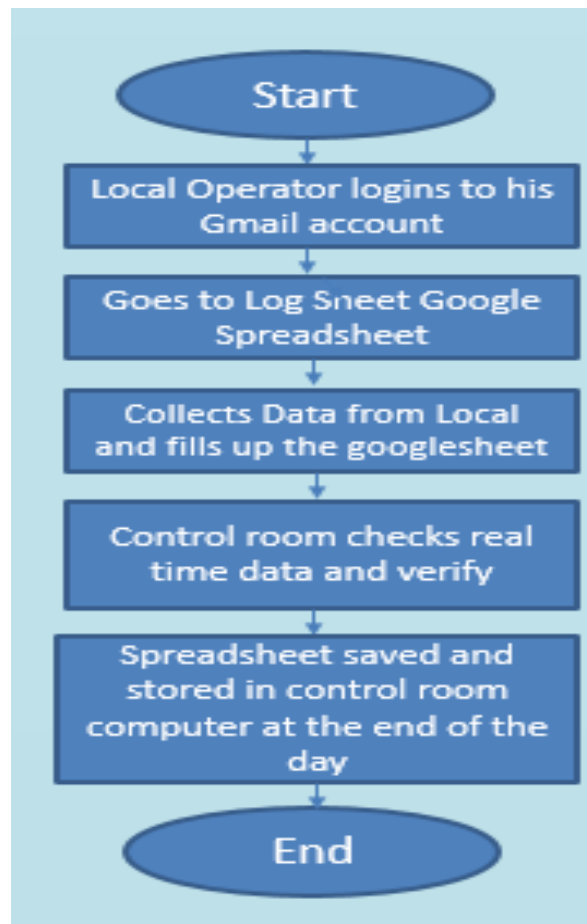 Start
Local Operator logins to his
Gmail account
Goes to Log Sheet Google
Spreadsheet
Collects Data from Local
and fills up the googlesheet
Control room checks real
time data and verify
Spreadsheet saved and
stored in control room
computer at the end of the
day
End